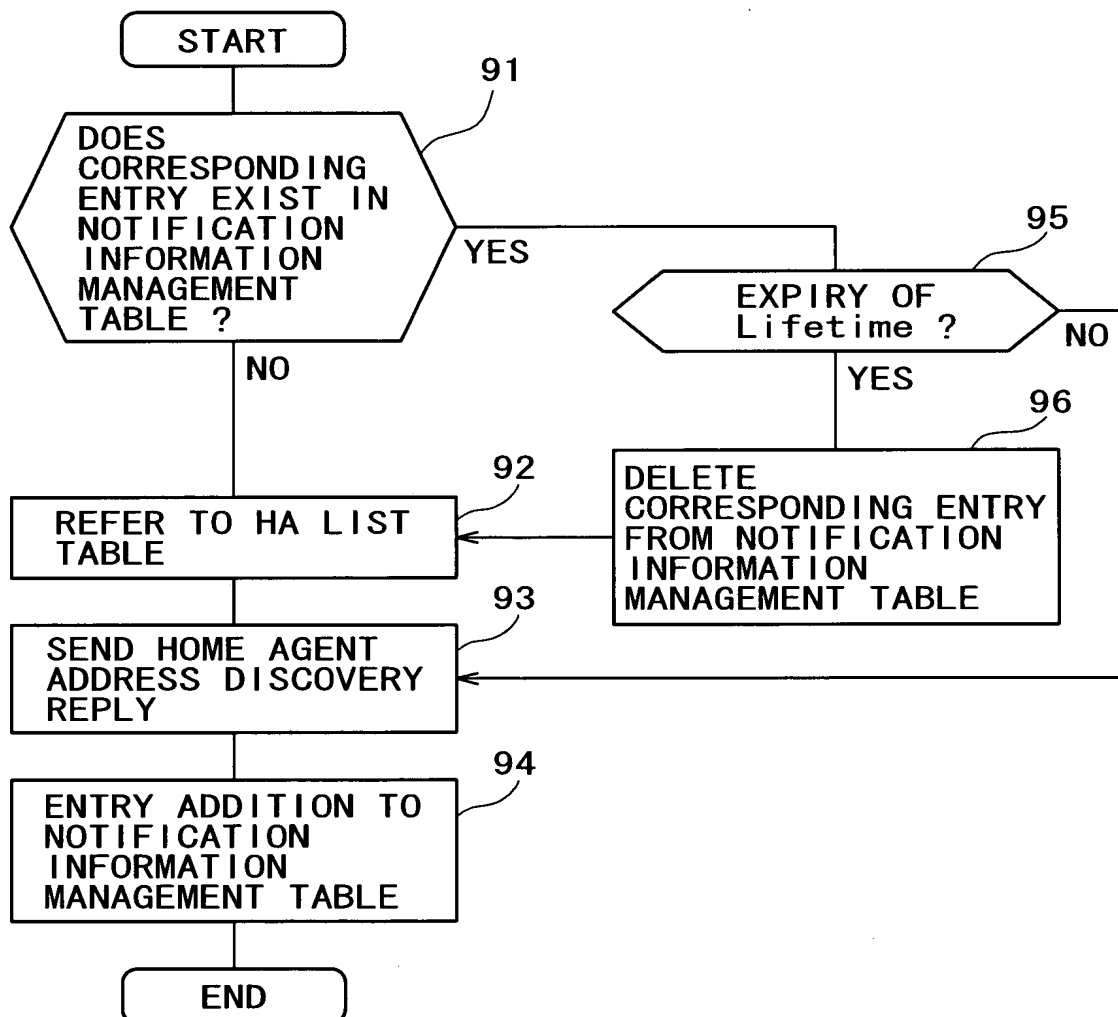 START
91
DOES
CORRESPONDING
ENTRY EXIST IN
NOTIFICATION
INFORMATION
MANAGEMENT
TABLE ?
YES
NO
95
EXPIRY OF
Lifetime ?
NO
YES
96
DELETE
CORRESPONDING ENTRY
FROM NOTIFICATION
INFORMATION
MANAGEMENT TABLE
92
REFER TO HA LIST
TABLE
93
SEND HOME AGENT
ADDRESS DISCOVERY
REPLY
94
ENTRY ADDITION TO
NOTIFICATION
INFORMATION
MANAGEMENT TABLE
END